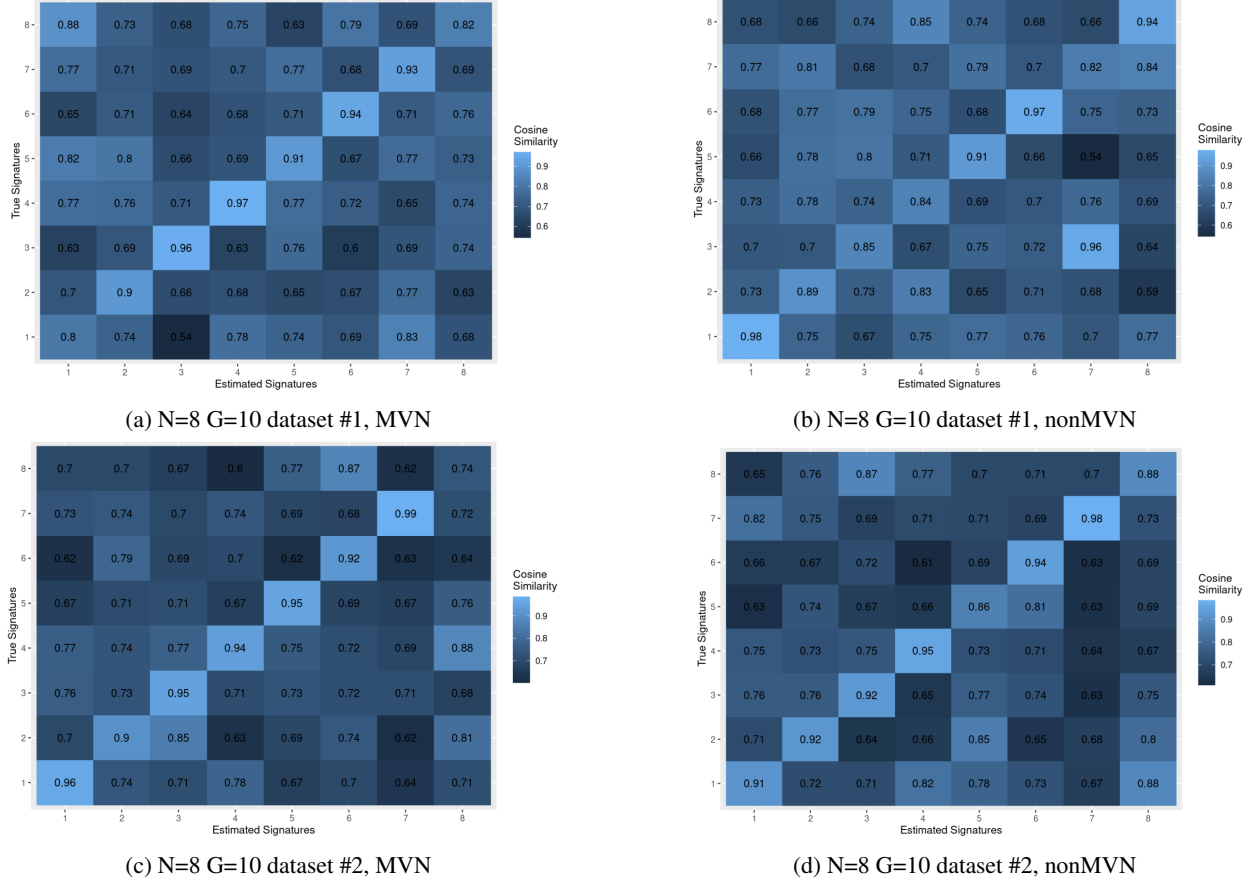 8 0.88 0.73 0.68 0.75 0.63 0.79 0.69 0.82
7 0.77 0.71 0.69 0.7 0.77 0.68 0.93 0.69
6 0.65 0.71 0.64 0.68 0.71 0.94 0.71 0.76
5 0.82 0.8 0.66 0.69 0.91 0.67 0.77 0.73
4 0.77 0.76 0.71 0.97 0.77 0.72 0.65 0.74
3 0.63 0.69 0.96 0.63 0.76 0.6 0.69 0.74
2 0.7 0.9 0.66 0.68 0.65 0.67 0.77 0.63
1 0.8 0.74 0.54 0.78 0.74 0.69 0.83 0.68
1 2 3 4 5 6 7 8
Estimated Signatures
True Signatures
Cosine
Similarity
0.9
0.8
0.7
0.6
(a) N=8 G=10 dataset #1, MVN
8 0.68 0.66 0.74 0.85 0.74 0.68 0.66 0.94
7 0.77 0.81 0.68 0.7 0.79 0.7 0.82 0.84
6 0.68 0.77 0.79 0.75 0.68 0.97 0.75 0.73
5 0.66 0.78 0.8 0.71 0.91 0.66 0.54 0.65
4 0.73 0.78 0.74 0.84 0.69 0.7 0.76 0.69
3 0.7 0.7 0.85 0.67 0.75 0.72 0.96 0.64
2 0.73 0.89 0.73 0.83 0.65 0.71 0.68 0.59
1 0.98 0.75 0.67 0.75 0.77 0.76 0.7 0.77
1 2 3 4 5 6 7 8
Estimated Signatures
True Signatures
Cosine
Similarity
0.9
0.8
0.7
0.6
(b) N=8 G=10 dataset #1, nonMVN
8 0.7 0.7 0.67 0.6 0.77 0.87 0.62 0.74
7 0.73 0.74 0.7 0.74 0.69 0.68 0.99 0.72
6 0.62 0.79 0.69 0.7 0.62 0.92 0.63 0.64
5 0.67 0.71 0.71 0.67 0.95 0.69 0.67 0.76
4 0.77 0.74 0.77 0.94 0.75 0.72 0.69 0.88
3 0.76 0.73 0.95 0.71 0.73 0.72 0.71 0.68
2 0.7 0.9 0.85 0.63 0.69 0.74 0.62 0.81
1 0.96 0.74 0.71 0.78 0.67 0.7 0.64 0.71
1 2 3 4 5 6 7 8
Estimated Signatures
True Signatures
Cosine
Similarity
0.9
0.8
0.7
(c) N=8 G=10 dataset #2, MVN
8 0.65 0.76 0.87 0.77 0.7 0.71 0.7 0.88
7 0.82 0.75 0.69 0.71 0.71 0.69 0.98 0.73
6 0.66 0.67 0.72 0.61 0.69 0.94 0.63 0.69
5 0.63 0.74 0.67 0.66 0.86 0.81 0.63 0.69
4 0.75 0.73 0.75 0.95 0.73 0.71 0.64 0.67
3 0.76 0.76 0.92 0.65 0.77 0.74 0.63 0.75
2 0.71 0.92 0.64 0.66 0.85 0.65 0.68 0.8
1 0.91 0.72 0.71 0.82 0.78 0.73 0.67 0.88
1 2 3 4 5 6 7 8
Estimated Signatures
True Signatures
Cosine
Similarity
0.9
0.8
0.7
(d) N=8 G=10 dataset #2, nonMVN